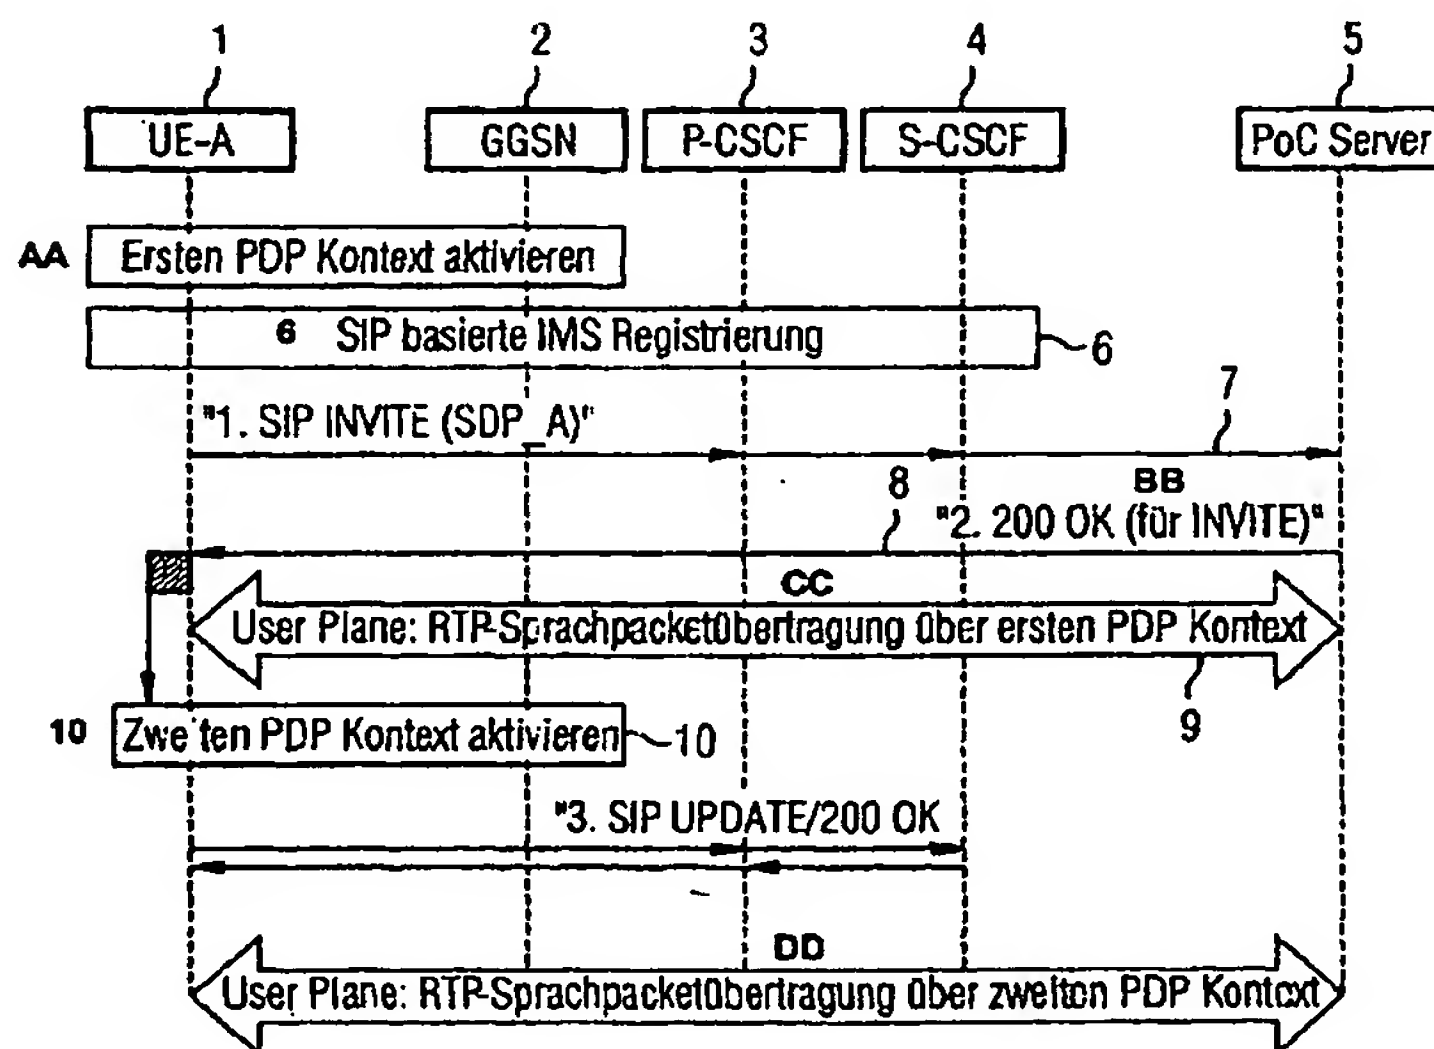 1 2 3 4 5
UE-A GGSN P-CSCF S-CSCF PoC Server
AA Ersten PDP Kontext aktivieren
6 SIP basierte IMS Registrierung 6
"1. SIP INVITE (SDP_A)" 7
8 BB
"2. 200 OK (für INVITE)"
CC
User Plane: RTP-Sprachpacketübertragung über ersten PDP Kontext
9
10 Zweiten PDP Kontext aktivieren 10
"3. SIP UPDATE/200 OK
DD
User Plane: RTP-Sprachpacketübertragung über zweiten PDP Kontext